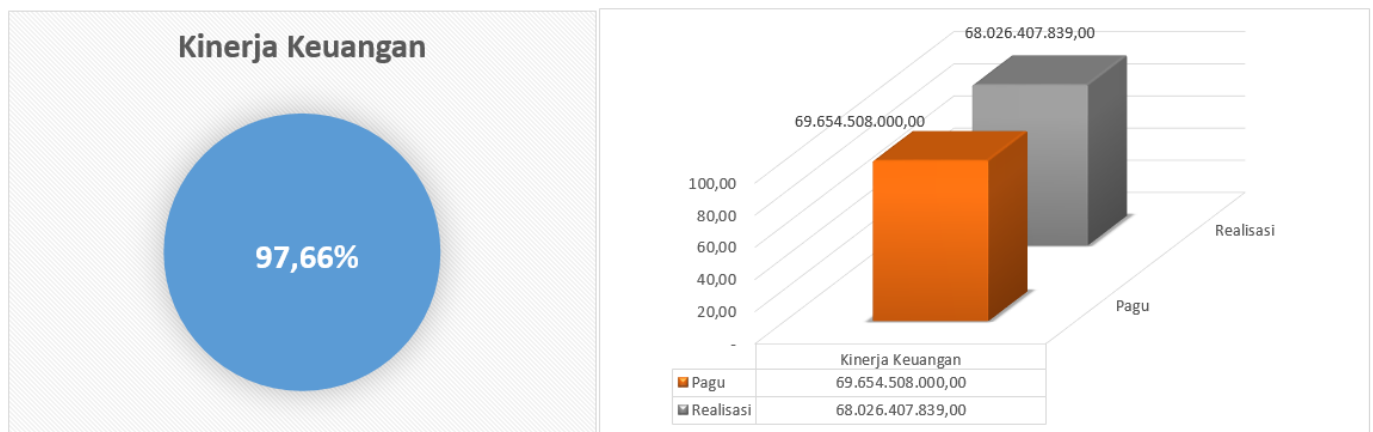 Kinerja Keuangan
97,66%
68.026.407.839,00
69.654.508.000,00
100,00
80,00
60,00
40,00
20,00
-
Realisasi
Pagu
Kinerja Keuangan
Pagu 69.654.508.000,00
Realisasi 68.026.407.839,00